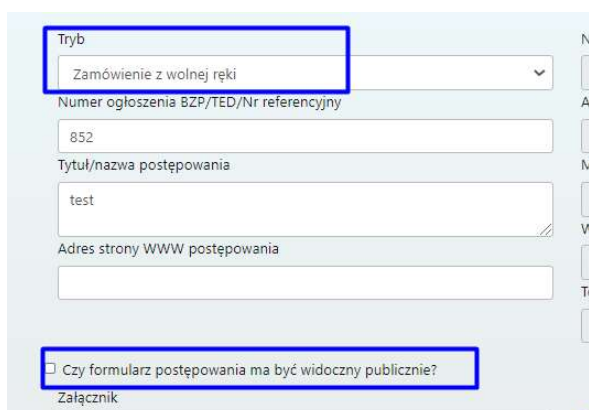 Tryb
Zamówienie z wolnej ręki
Numer ogłoszenia BZP/TED/Nr referencyjny
852
Tytuł/nazwa postępowania
test
Adres strony WWW postępowania
Czy formularz postępowania ma być widoczny publicznie?
Załącznik